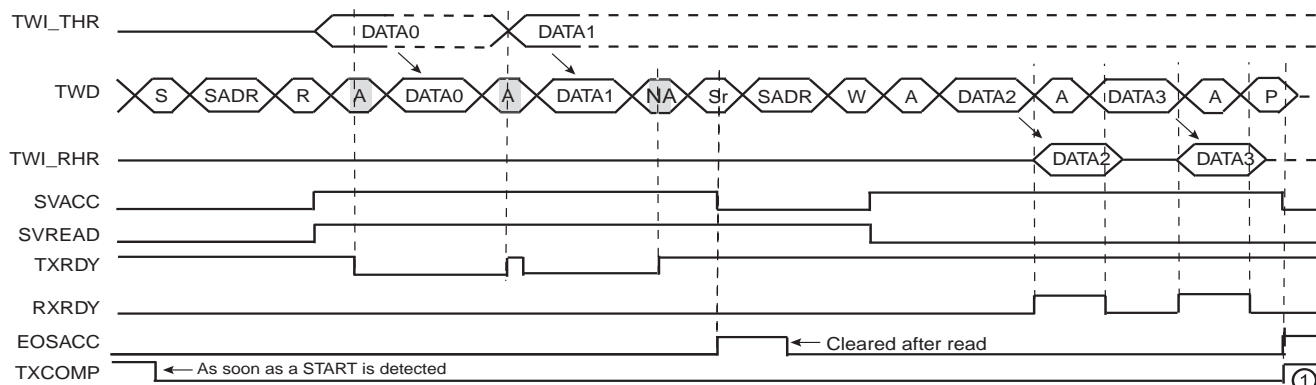 TWI_THR DATA0 DATA1
TWD S SADR R A DATA0 A DATA1 NA Sr SADR W A DATA2 A DATA3 A P
TWI_RHR DATA2 DATA3
SVACC
SVREAD
TXRDY
RXRDY
EOSACC Cleared after read
TXCOMP As soon as a START is detected 1